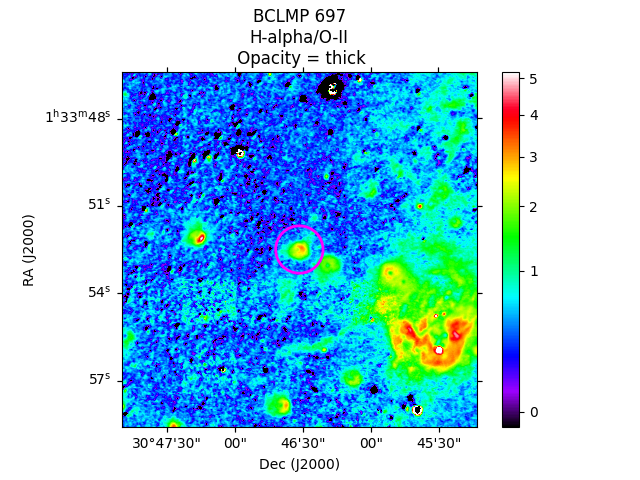 BCLMP 697
H-alpha/O-II
Opacity = thick
1ʰ33ᵐ48ˢ
51ˢ
54ˢ
57ˢ
RA (J2000)
30°47'30" 00" 46'30" 00" 45'30"
Dec (J2000)
5
4
3
2
1
0